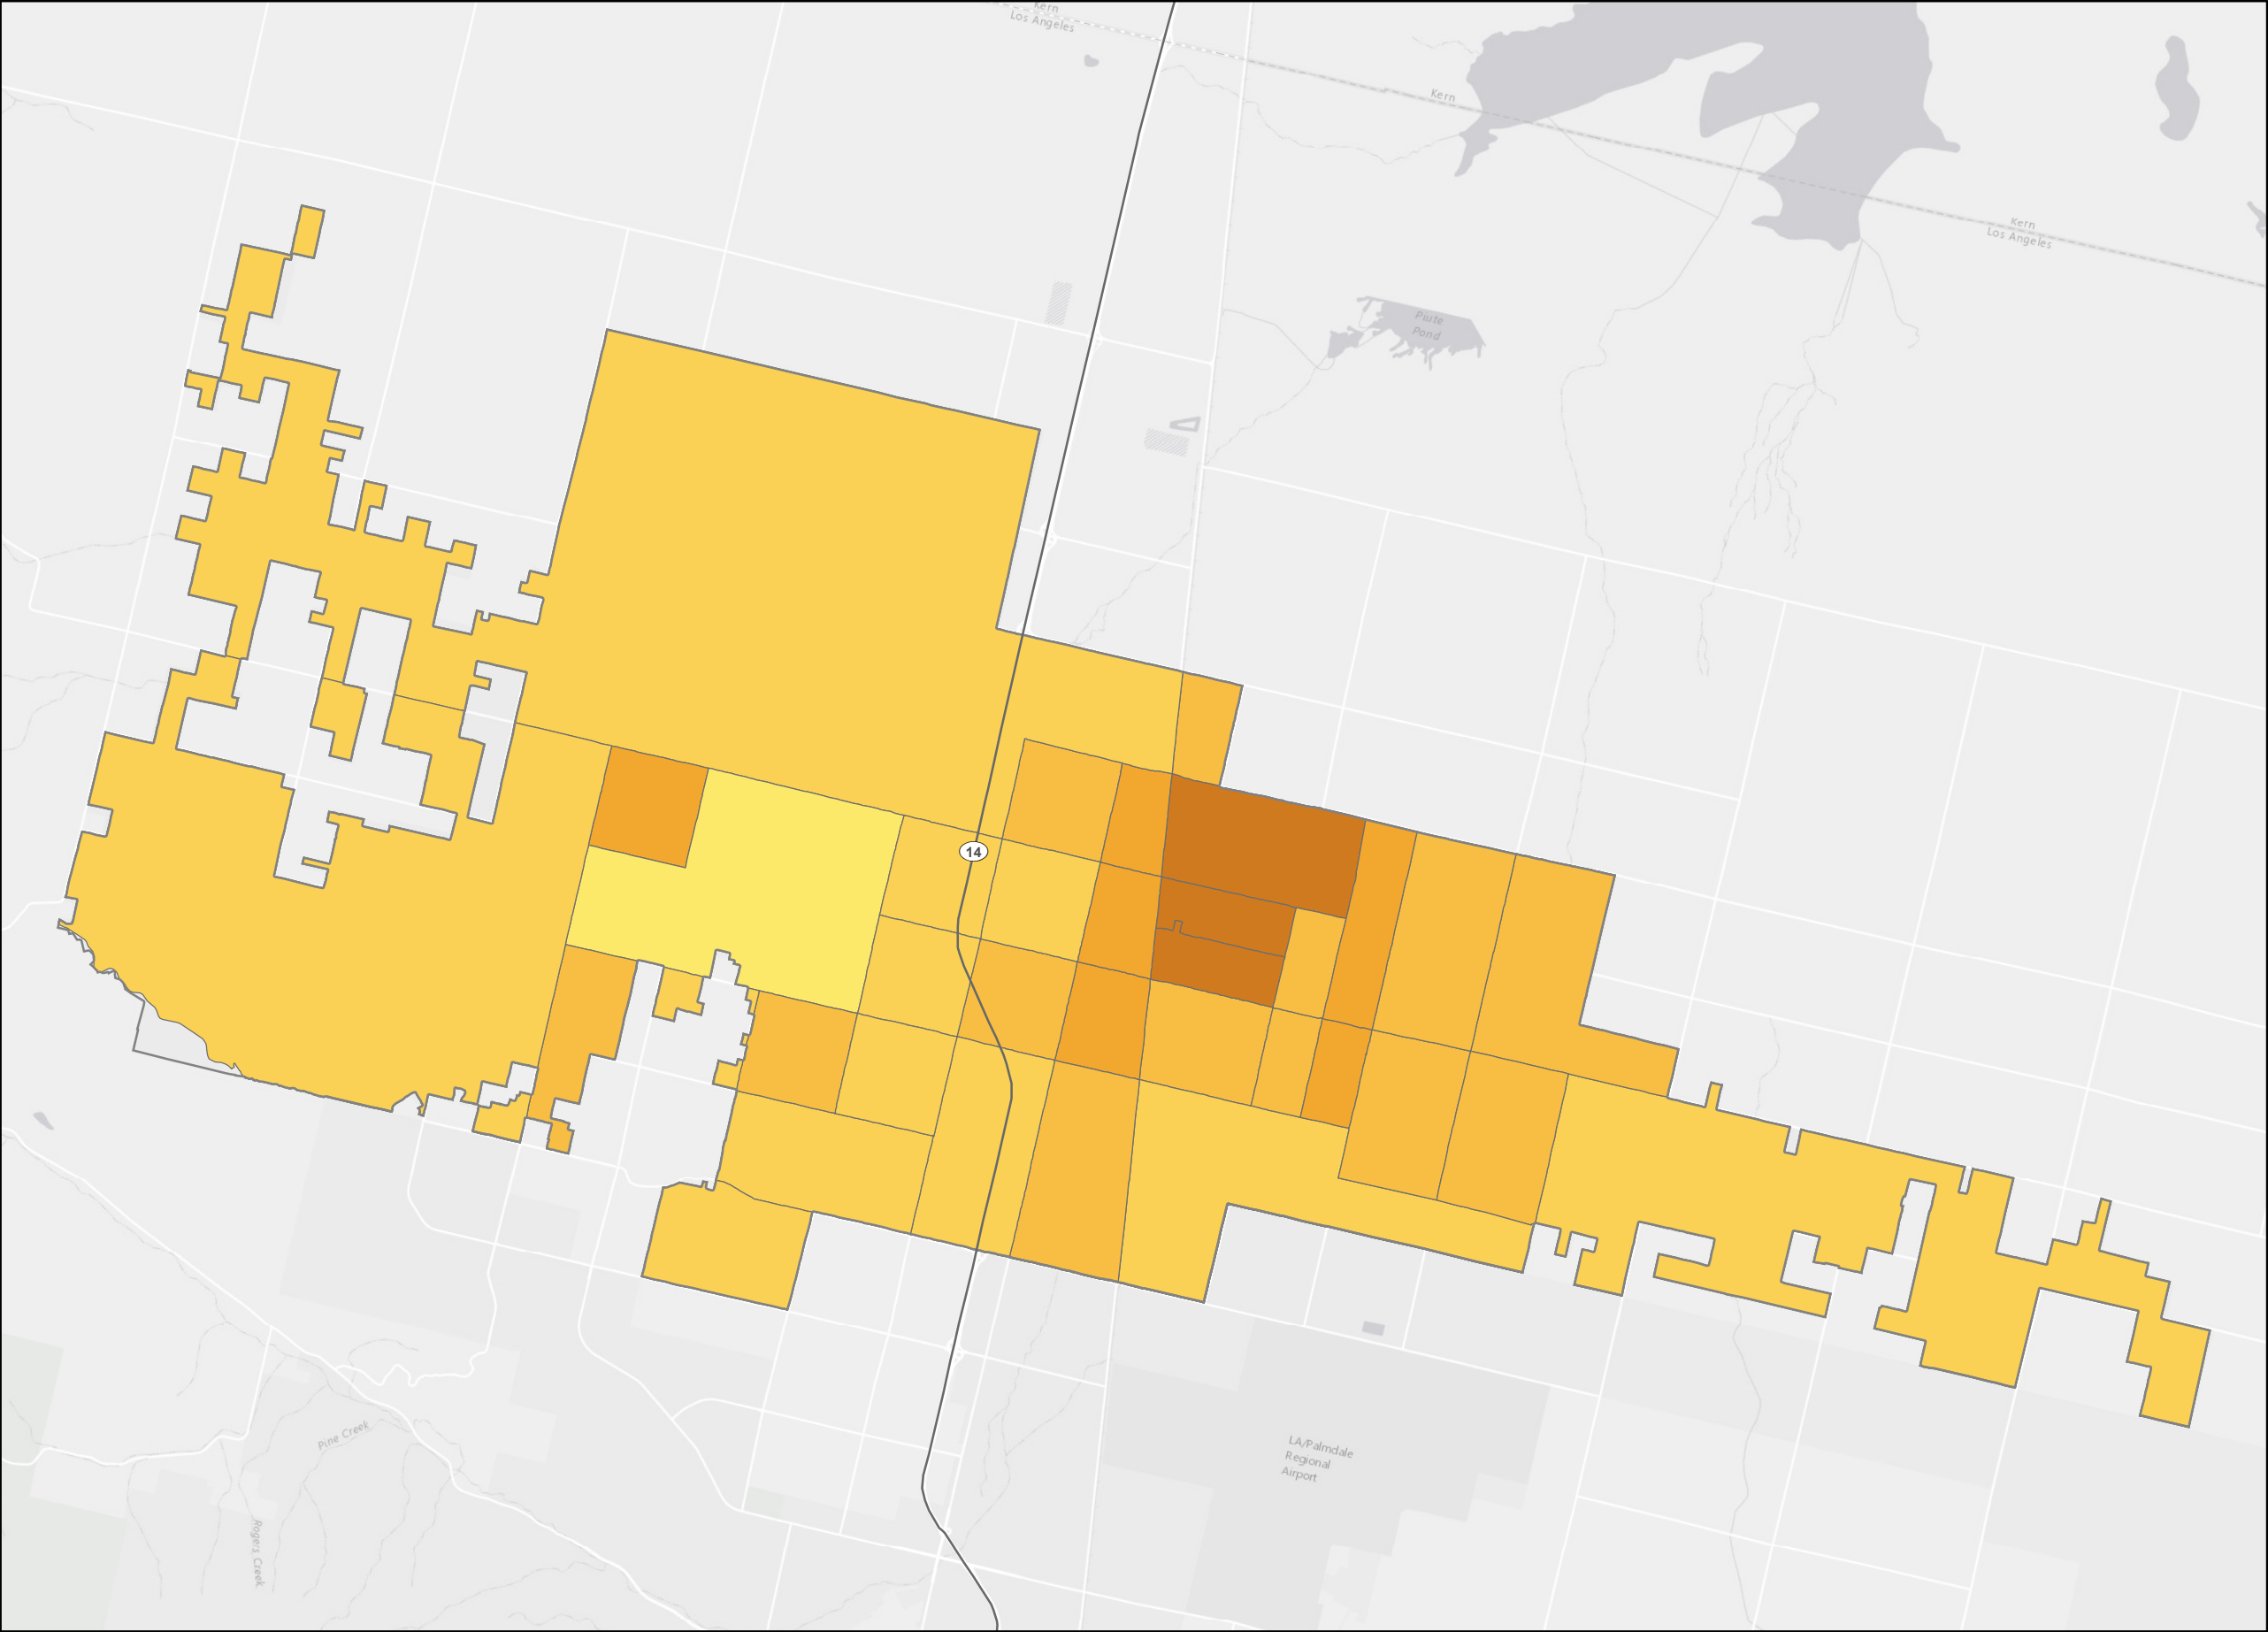 Kern
Los Angeles
Kern
Kern
Los Angeles
Piute
Pond
14
LA/Palmdale
Regional
Airport
Pine Creek
Rogers Creek